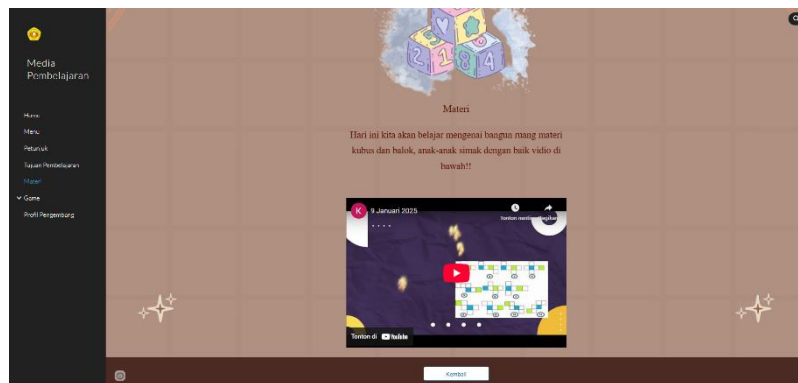 Media
Pembelajaran
Home
Menu
Petunjuk
Tujuan Pembelajaran
Materi
Game
Profil Pengembang
Materi
Hari ini kita akan belajar mengenai bangun ruang materi
kubus dan balok, anak-anak simak dengan baik vidio di
bawah!!
K
9 Januari 2025
Tonton di YouTube
Kembali